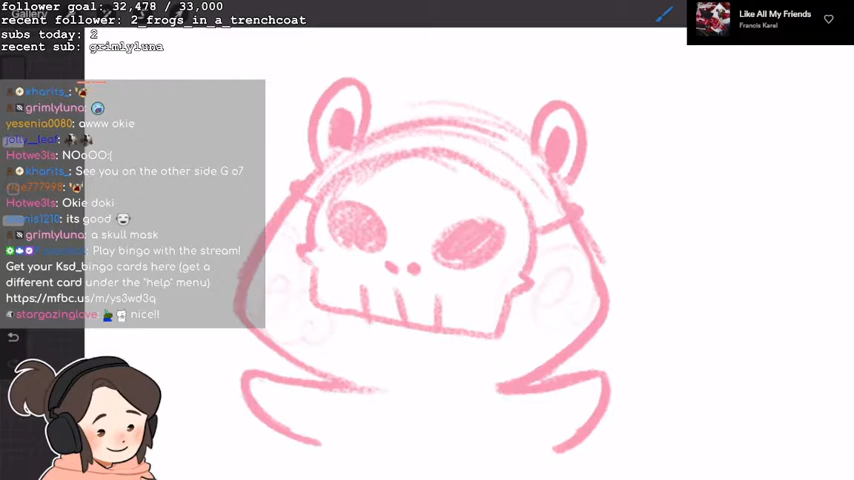 Gallery
follower goal: 32,478 / 33,000
recent follower: 2_frogs_in_a_trenchcoat
subs today: 2
recent sub: grimlyluna
Like All My Friends
Francis Karel
kharits_:
grimlyluna:
yesenia0080: awww okie
jolly__leaf:
Hotwe3ls: NOoOO:(
kharits_: See you on the other side G o7
Hotwe3ls: Okie doki
its good
grimlyluna: a skull mask
Play bingo with the stream!
Get your Ksd_bingo cards here (get a
different card under the "help" menu)
https://mfbc.us/m/ys3wd3q
stargazinglove: nice!!